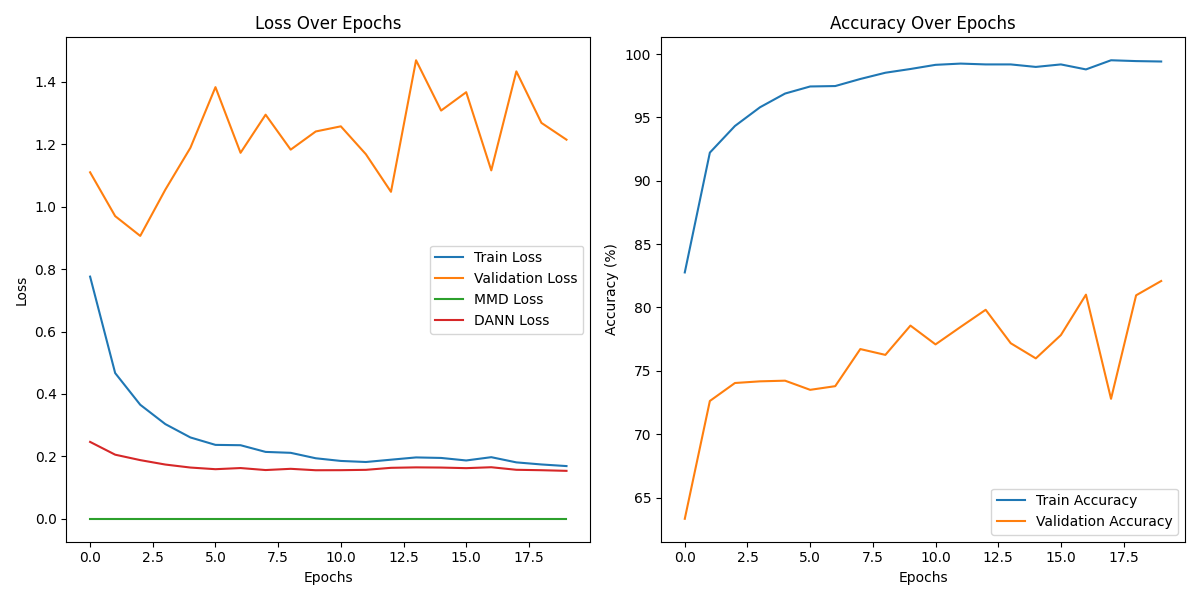 Loss Over Epochs
Loss
1.4
1.2
1.0
0.8
0.6
0.4
0.2
0.0
0.0 2.5 5.0 7.5 10.0 12.5 15.0 17.5
Epochs
Train Loss
Validation Loss
MMD Loss
DANN Loss
Accuracy Over Epochs
Accuracy (%)
100
95
90
85
80
75
70
65
0.0 2.5 5.0 7.5 10.0 12.5 15.0 17.5
Epochs
Train Accuracy
Validation Accuracy